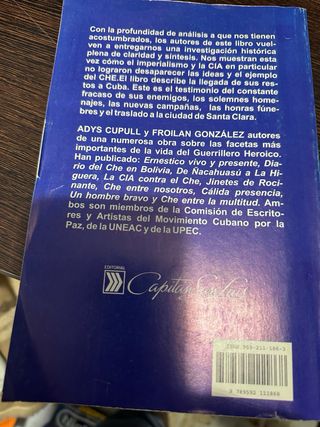 Con la profundidad de análisis a que nos tienen
acostumbrados, los autores de este libro vuel-
ven a entregarnos una investigación histórica
plena de claridad y síntesis. Nos muestran esta
vez cómo el imperialismo y la CIA en particular
no lograron desaparecer las ideas y el ejemplo
del CHE.El libro describe la llegada de sus res-
tos a Cuba. Este es el testimonio del constante
fracaso de sus enemigos, los solemnes home-
najes, las nuevas campañas, las honras fúne-
bres y el traslado a la ciudad de Santa Clara.
ADYS CUPULL y FROILAN GONZÁLEZ autores
de una numerosa obra sobre las facetas más
importantes de la vida del Guerrillero Heroico.
Han publicado: Ernestico vivo y presente, Dia-
rio del Che en Bolivia, De Ñacahuasú a La Hi-
guera, La CIA contra el Che, Jinetes de Roci-
nante, Che entre nosotros, Cálida presencia,
Un hombre bravo y Che entre la multitud. Am-
bos son miembros de la Comisión de Escrito-
res y Artistas del Movimiento Cubano por la
Paz, de la UNEAC y de la UPEC.
EDITORIAL
Capitán San Luis
9 789592 111868